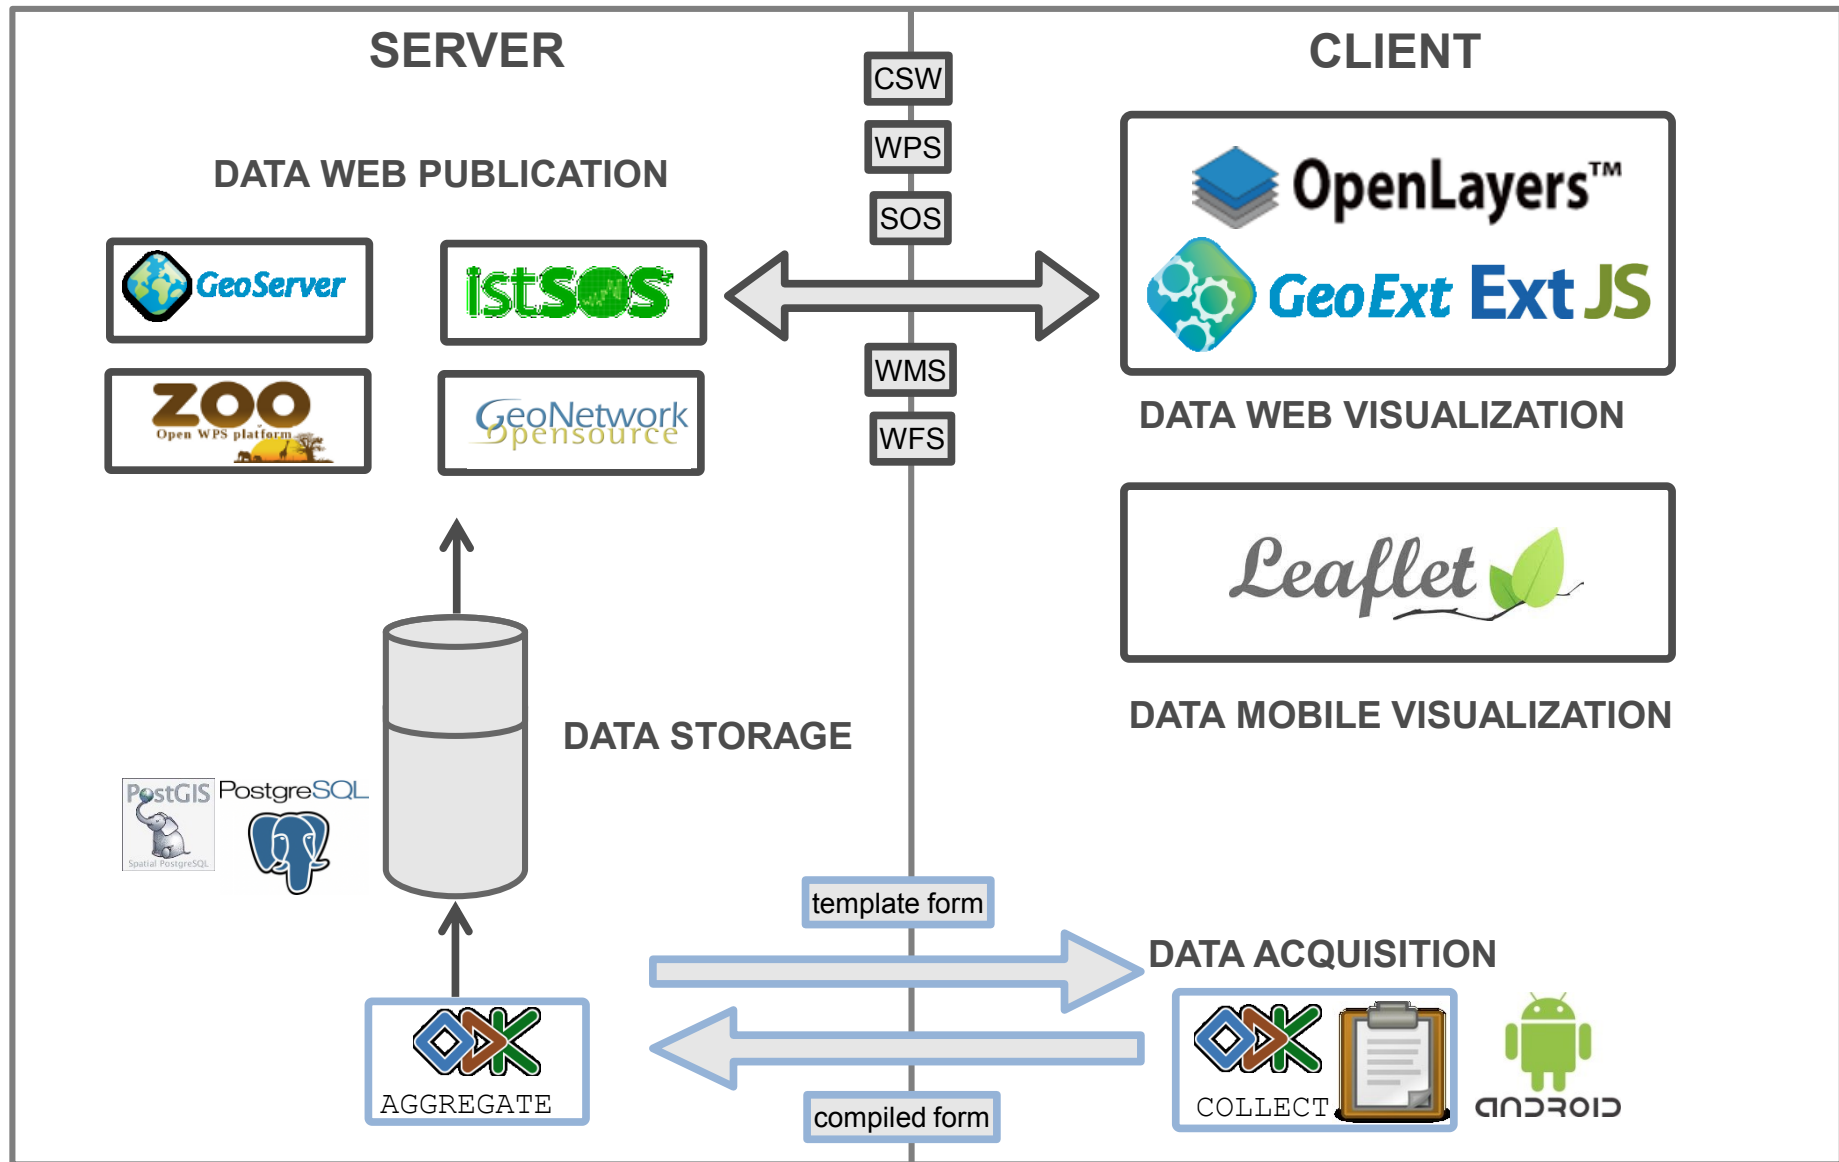 SERVER
CLIENT
CSW
WPS
SOS
WMS
WFS
DATA WEB PUBLICATION
GeoServer
istSOS
ZOO
Open WPS platform
GeoNetwork
Opensource
OpenLayers™
GeoExt Ext JS
DATA WEB VISUALIZATION
Leaflet
DATA MOBILE VISUALIZATION
DATA STORAGE
PostGIS
Spatial PostgreSQL
PostgreSQL
template form
DATA ACQUISITION
ODK
AGGREGATE
ODK
COLLECT
ANDROID
compiled form